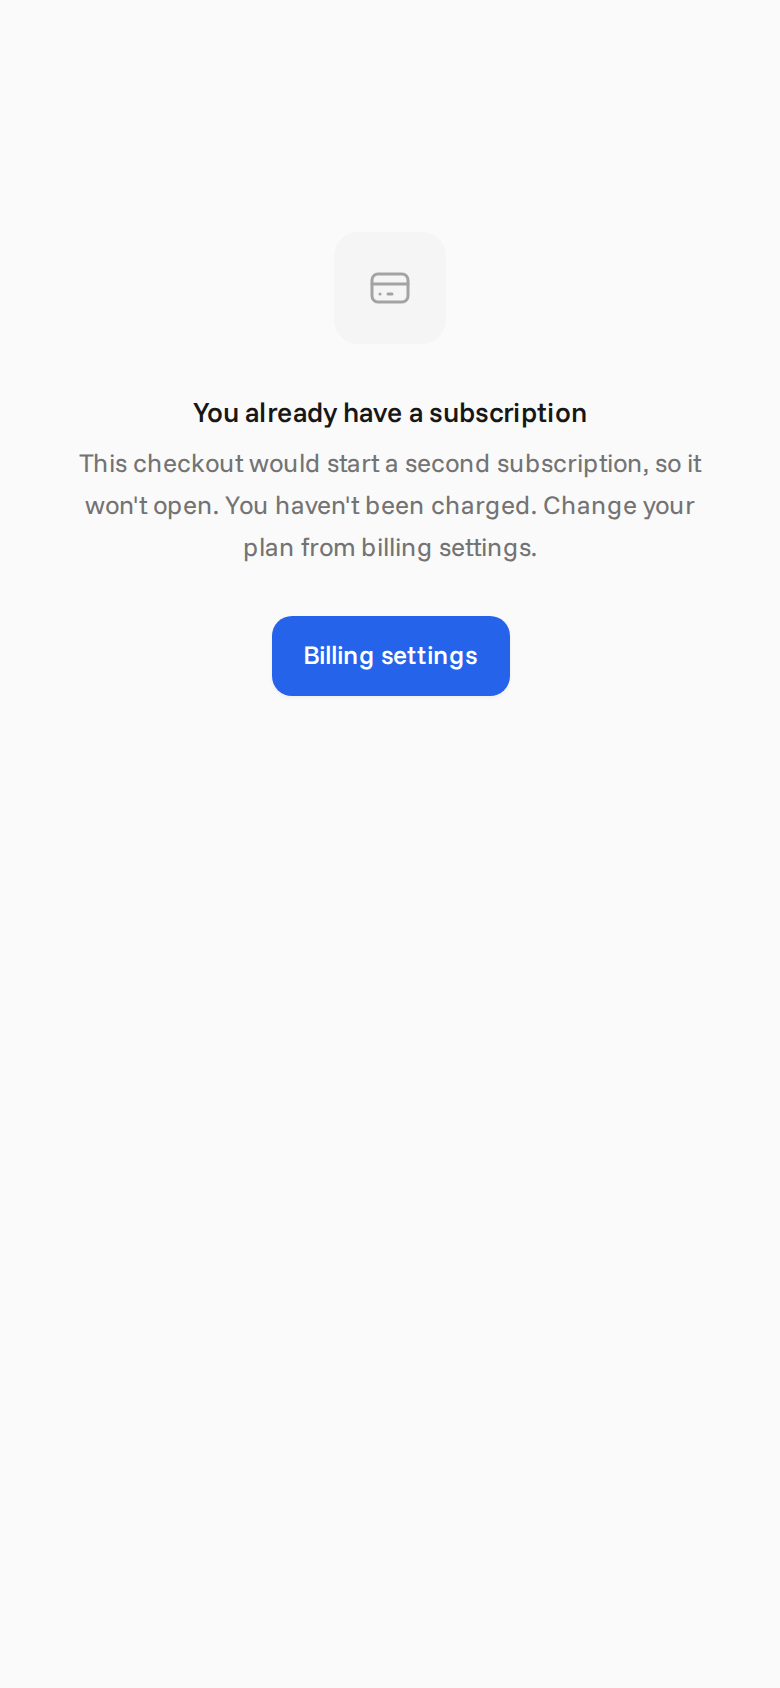 You already have a subscription
This checkout would start a second subscription, so it
won't open. You haven't been charged. Change your
plan from billing settings.
Billing settings